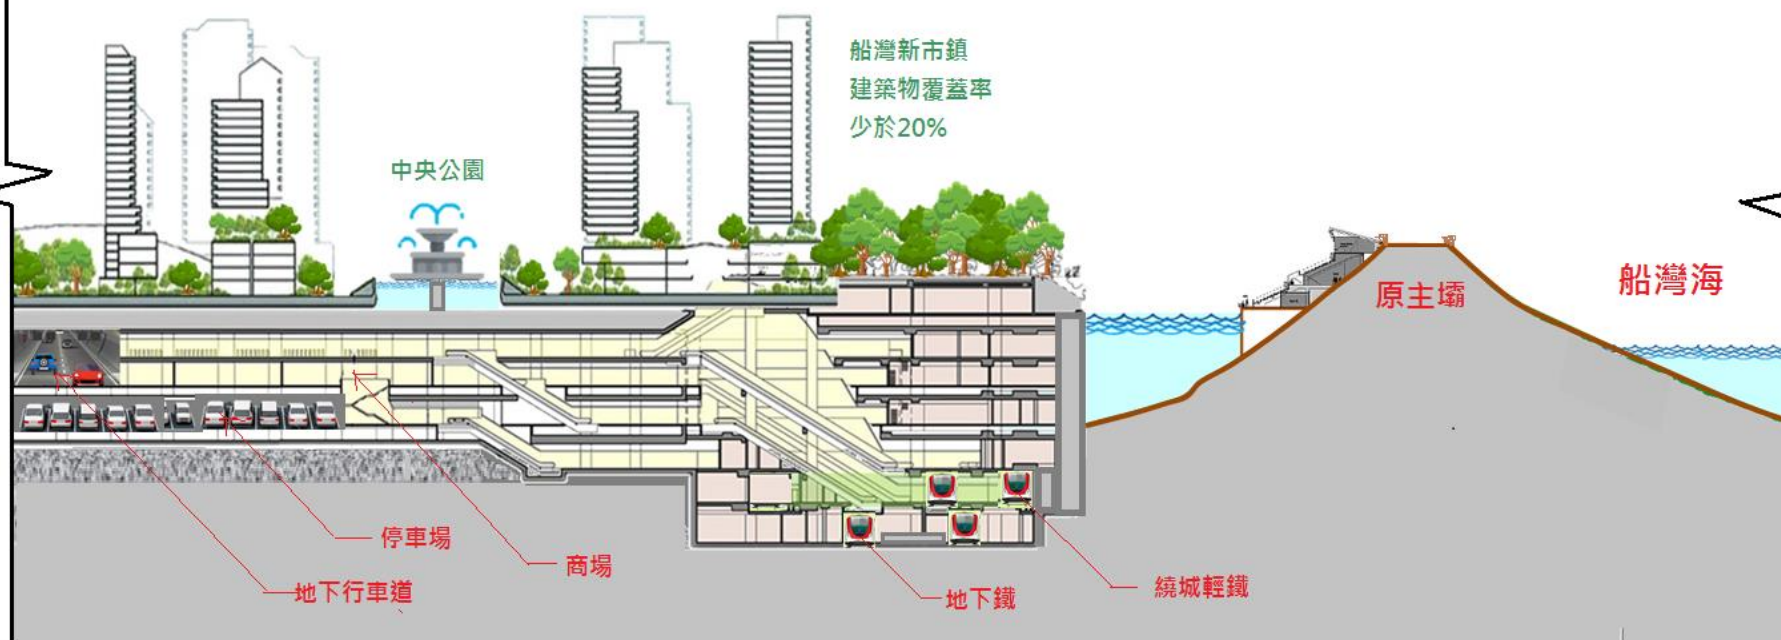 船灣新市鎮
建築物覆蓋率
少於20%
中央公園
船灣海
原主壩
停車場
商場
地下行車道
地下鐵
繞城輕鐵